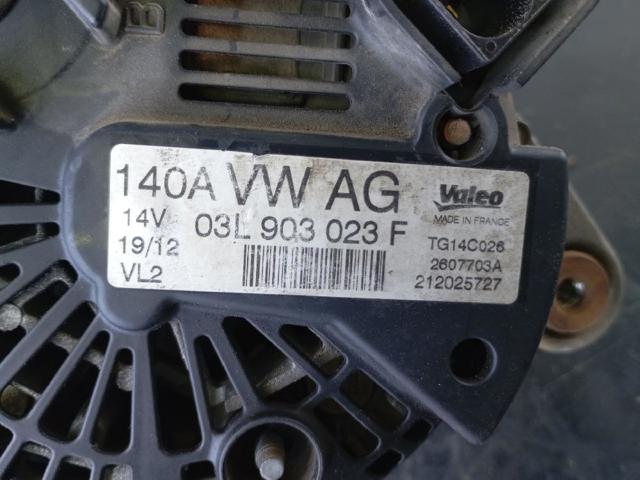 B
140A VW AG
14V 03L 903 023 F
19/12
VL2
Valeo
MADE IN FRANCE
TG14C026
2607703A
212025727